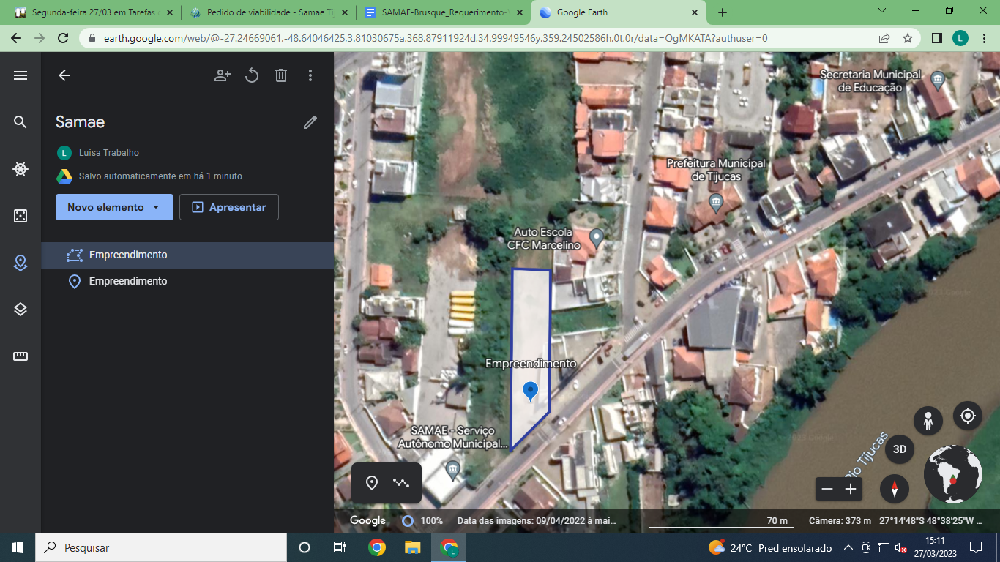 Segunda-feira 27/03 em Tarefas
Pedido de viabilidade - Samae Ti
SAMAE-Brusque_Requerimento-
Google Earth
earth.google.com/web/@-27.24669061,-48.64046425,3.81030675a,368.87911924d,34.99949546y,359.24502586h,0t,0r/data=OgMKATA?authuser=0
L
Samae
L
Luisa Trabalho
Salvo automaticamente em há 1 minuto
Novo elemento
Apresentar
Empreendimento
Empreendimento
Secretaria Municipal
de Educação
Prefeitura Municipal
de Tijucas
Auto Escola
CFC Marcelino
Empreendimento
SAMAE - Serviço
Autônomo Municipal...
Rio Tijucas
3D
Google
100%
Data das imagens: 09/04/2022 à mai...
70 m
Câmera: 373 m
27°14'48"S 48°38'25"W ...
Pesquisar
L
24°C
Pred ensolarado
15:11
27/03/2023